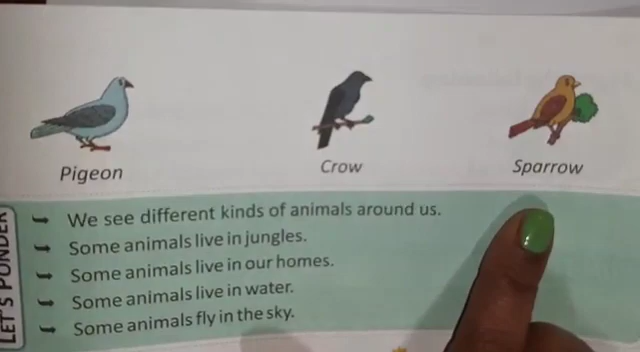 Pigeon
Crow
Sparrow
LET'S PONDER
We see different kinds of animals around us.
Some animals live in jungles.
Some animals live in our homes.
Some animals live in water.
Some animals fly in the sky.